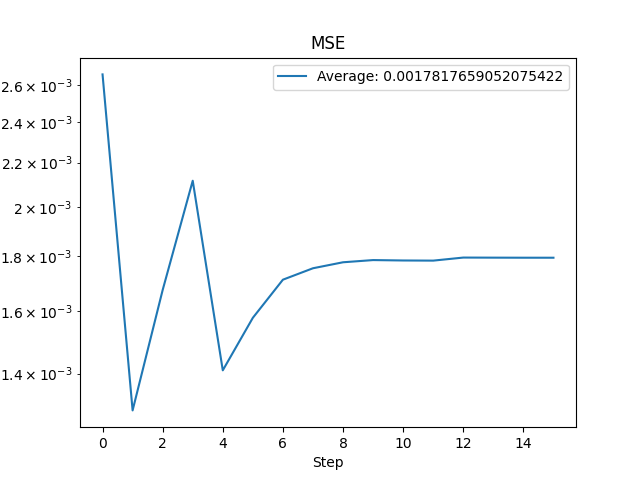 MSE
Average: 0.0017817659052075422
2.6 × 10⁻³
2.4 × 10⁻³
2.2 × 10⁻³
2 × 10⁻³
1.8 × 10⁻³
1.6 × 10⁻³
1.4 × 10⁻³
0 2 4 6 8 10 12 14
Step